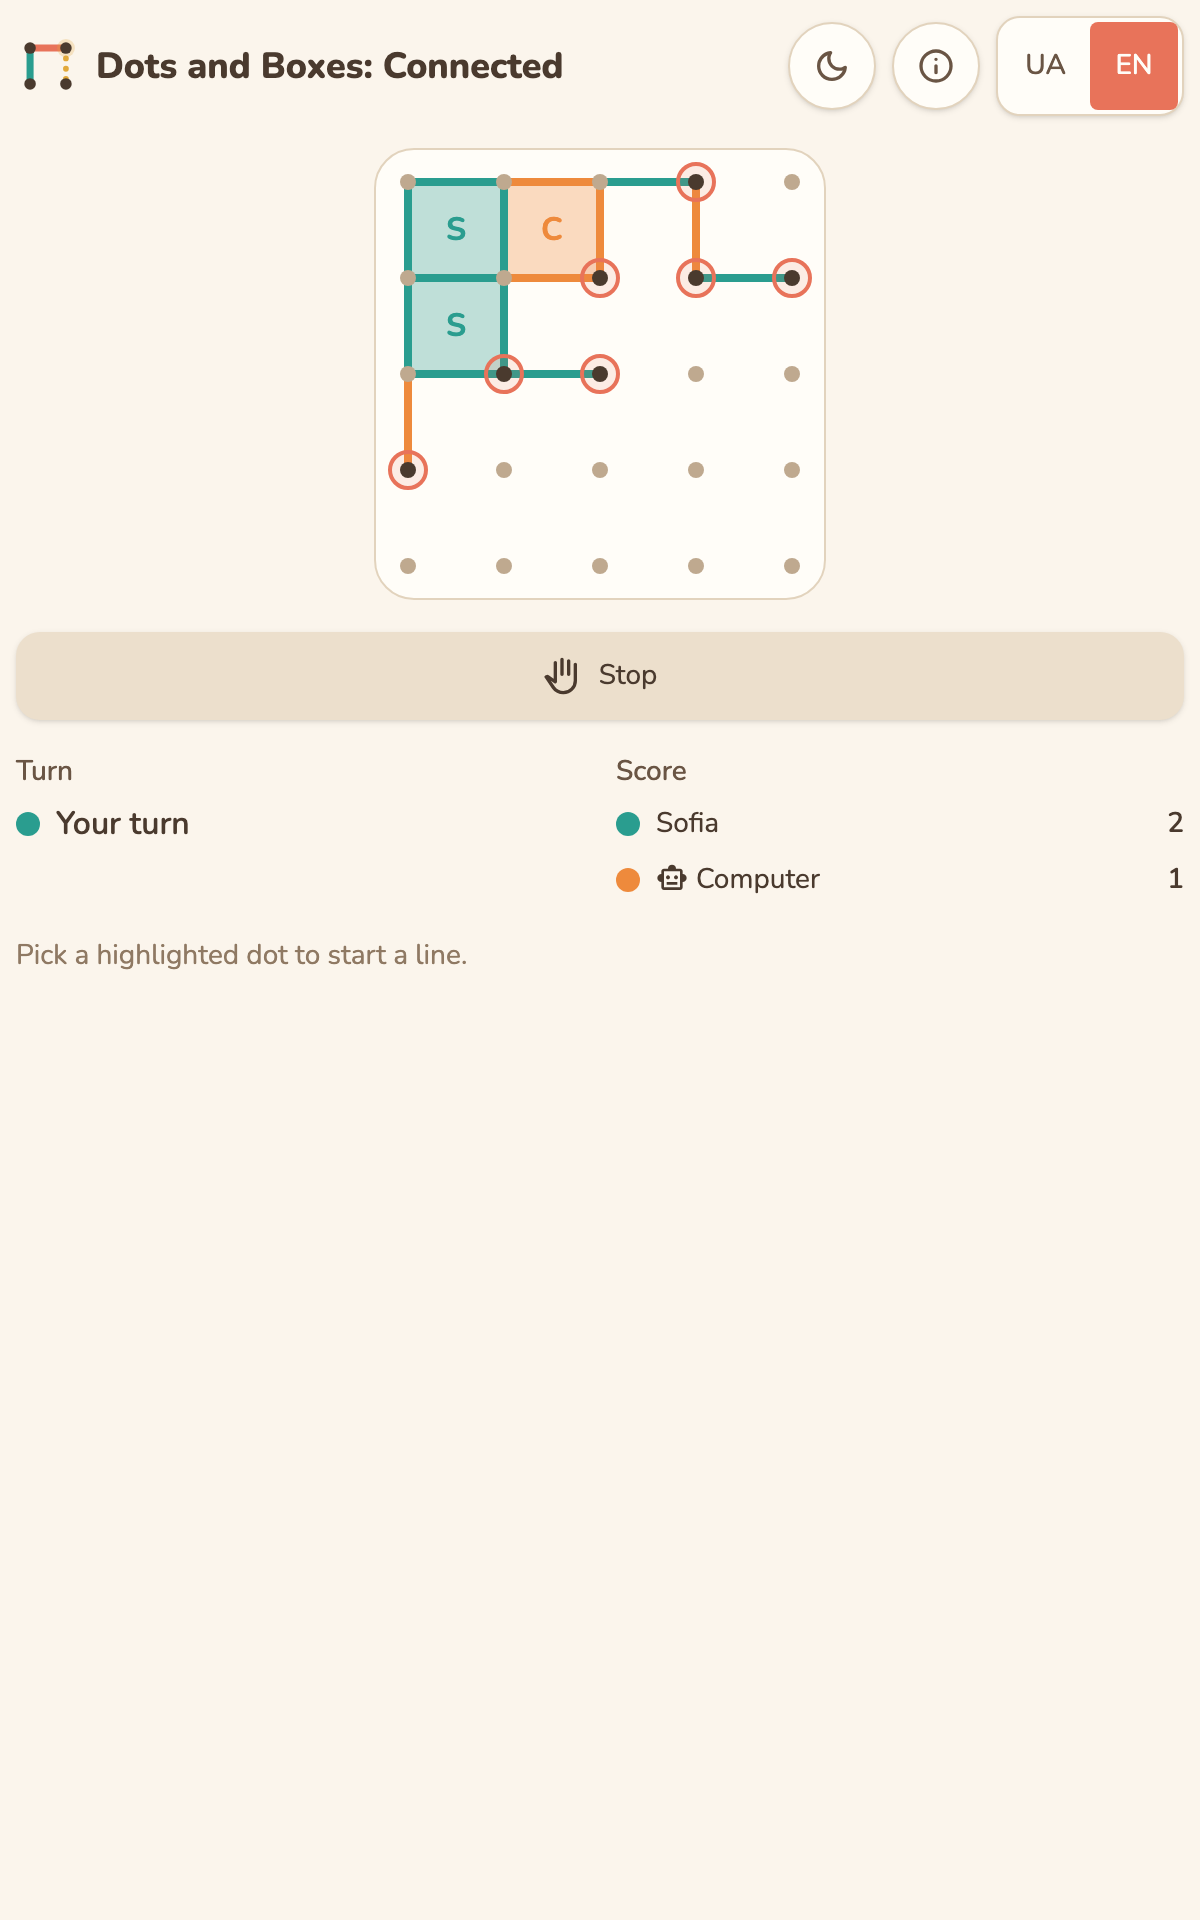 Dots and Boxes: Connected
UA EN
S C
S
Stop
Turn
Your turn
Score
Sofia 2
Computer 1
Pick a highlighted dot to start a line.